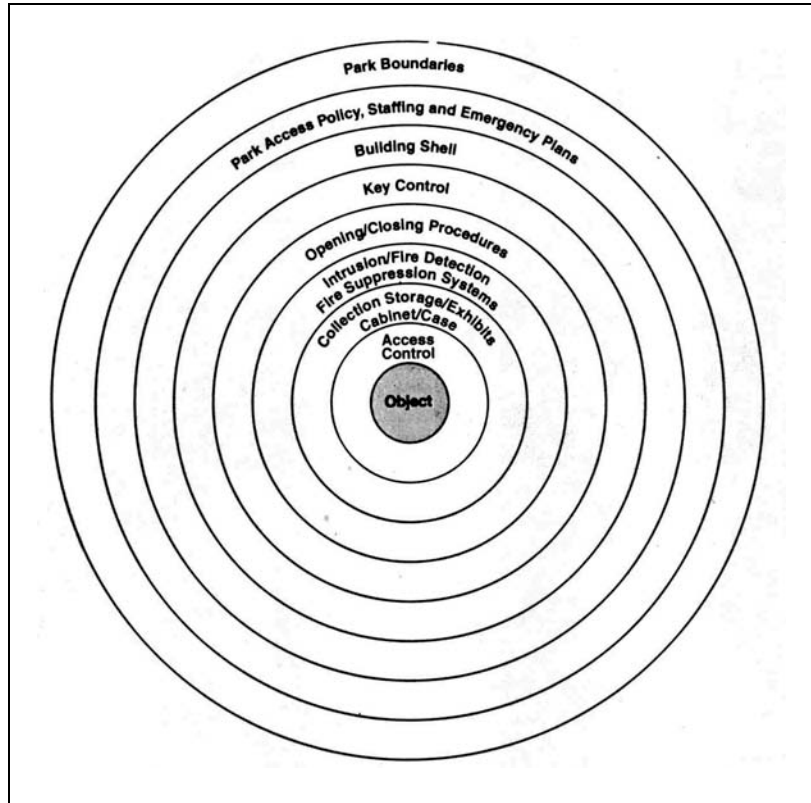 Park Boundaries
Park Access Policy, Staffing and Emergency Plans
Building Shell
Key Control
Opening/Closing Procedures
Intrusion/Fire Detection
Fire Suppression Systems
Collection Storage/Exhibits
Cabinet/Case
Access
Control
Object